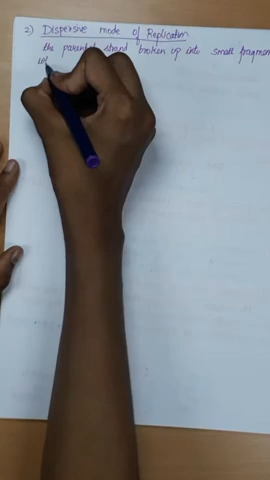 2) Dispersive mode of Replication
the parental strand broken up into small fragmen